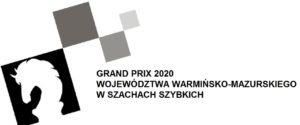 GRAND PRIX 2020
WOJEWÓDZTWA WARMIŃSKO-MAZURSKIEGO
W SZACHACH SZYBKICH